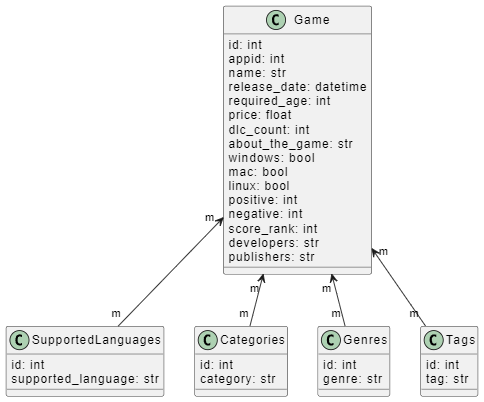 C Game
id: int
appid: int
name: str
release_date: datetime
required_age: int
price: float
dlc_count: int
about_the_game: str
windows: bool
mac: bool
linux: bool
positive: int
negative: int
score_rank: int
developers: str
publishers: str
m
m
m
m
m
m
m
m
C SupportedLanguages
id: int
supported_language: str
C Categories
id: int
category: str
C Genres
id: int
genre: str
C Tags
id: int
tag: str